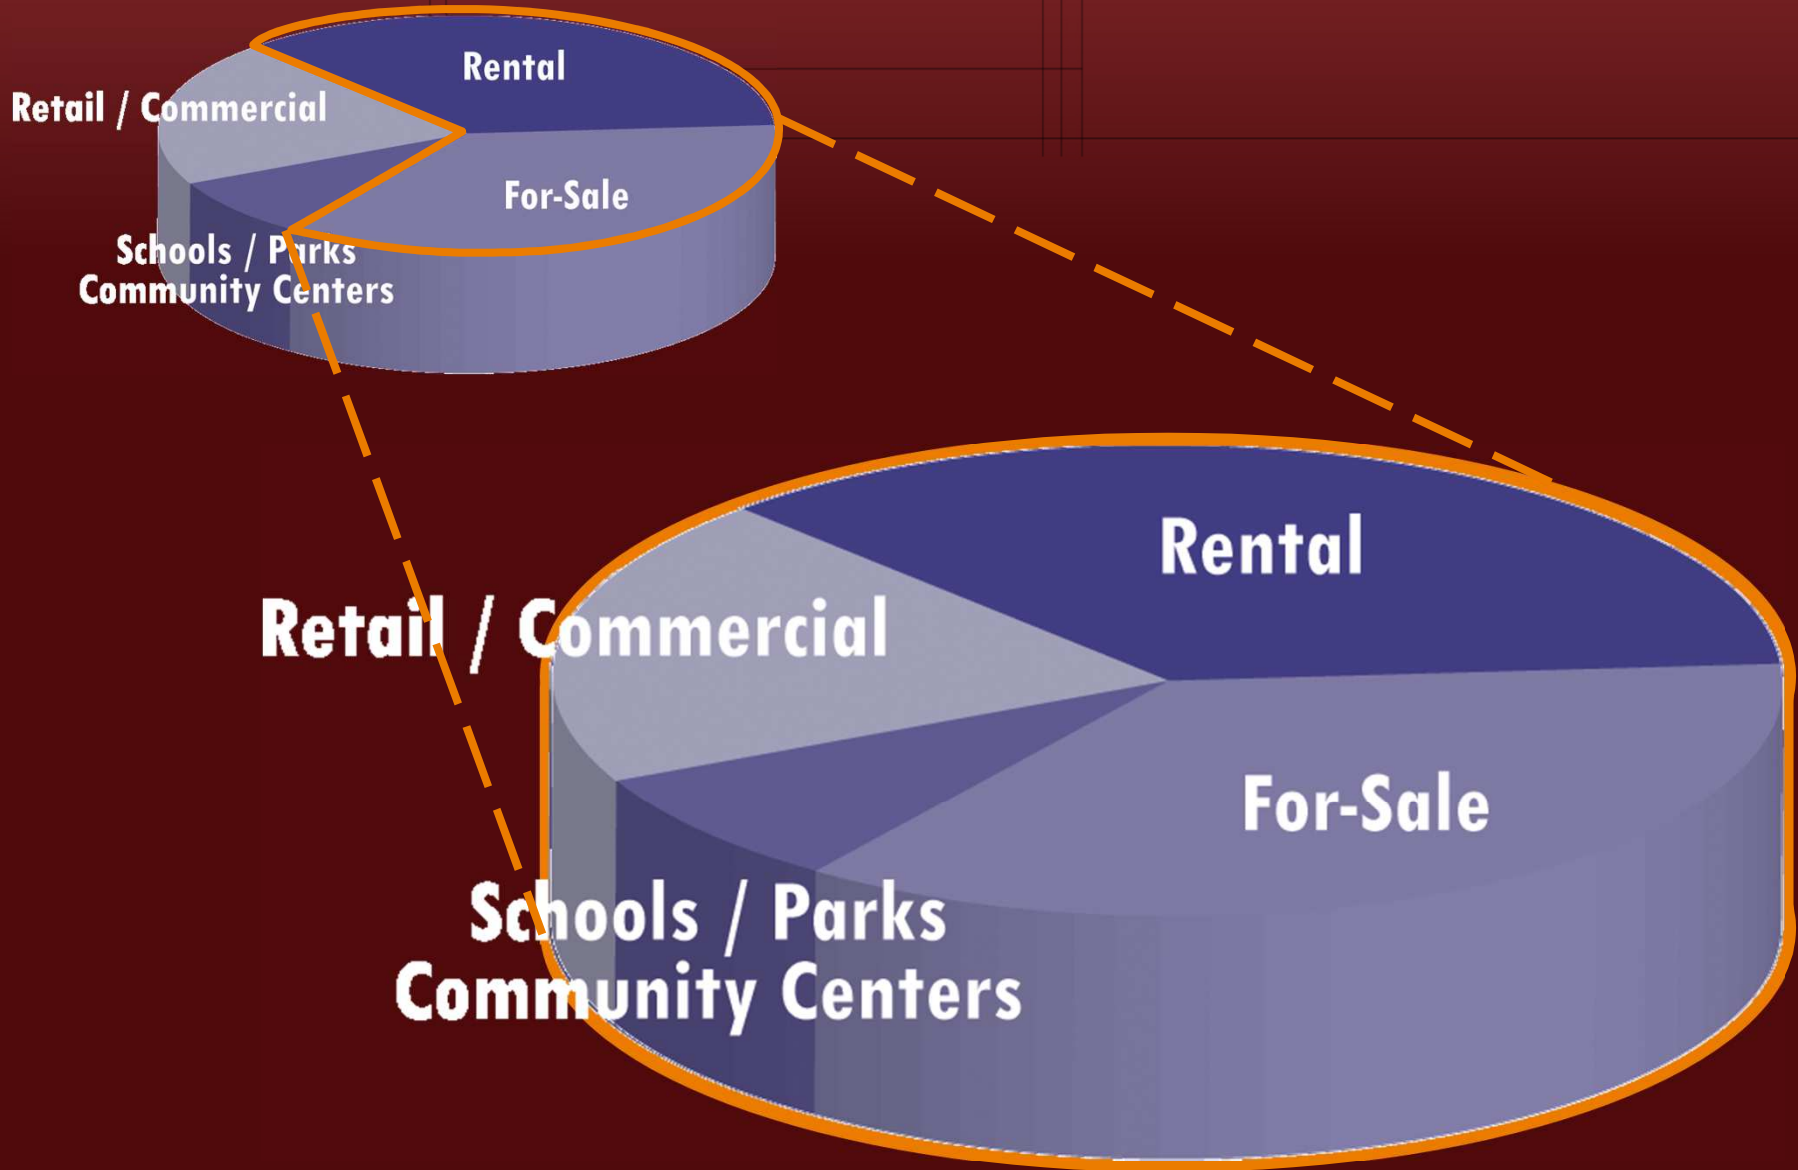 Rental
Retail / Commercial
For-Sale
Schools / Parks
Community Centers
Rental
Retail / Commercial
For-Sale
Schools / Parks
Community Centers